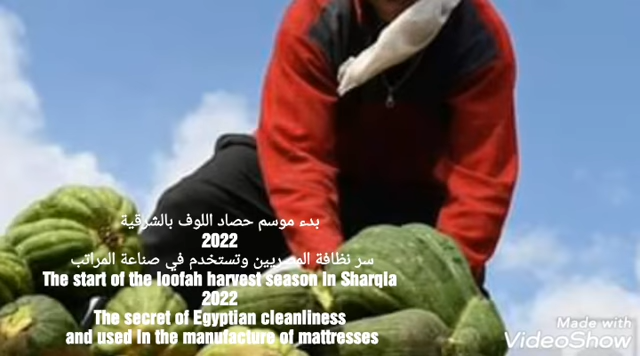 بدء موسم حصاد اللوف بالشرقية
2022
سر نظافة المصريين وتستخدم في صناعة المراتب
The start of the loofah harvest season in Sharqia
2022
The secret of Egyptian cleanliness
and used in the manufacture of mattresses
Made with
VideoShow